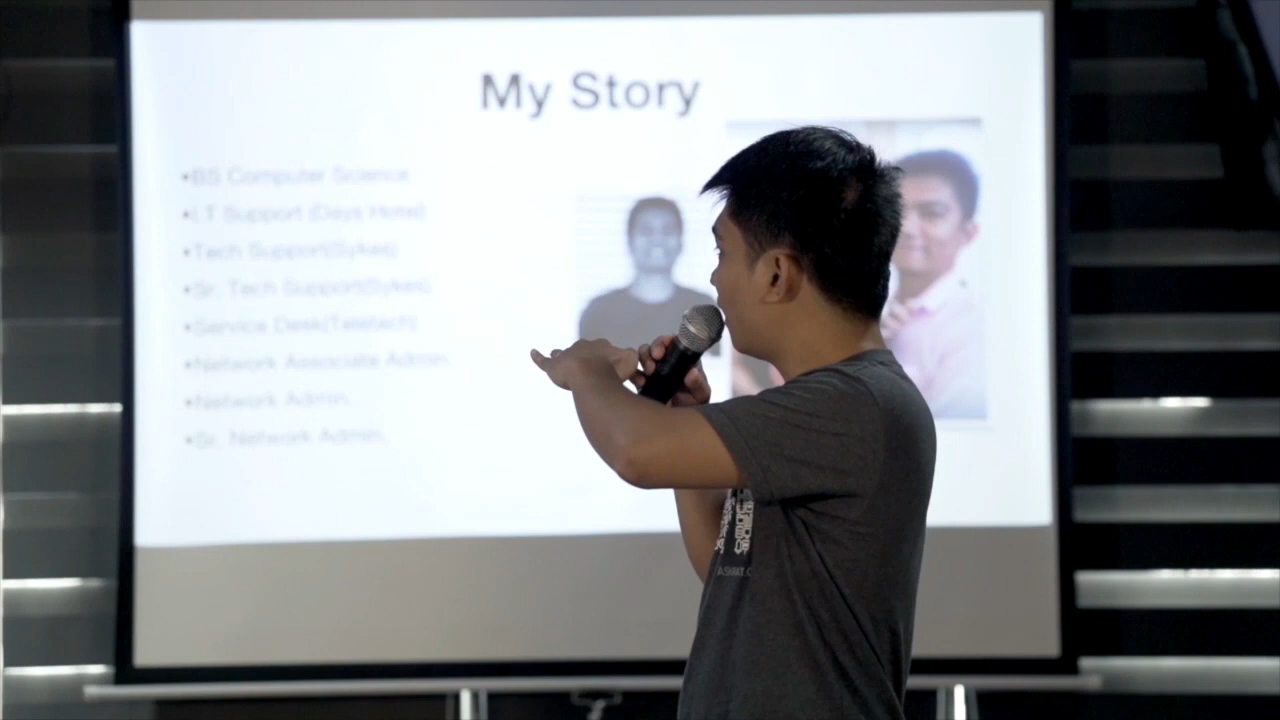 My Story
•BS Computer Science
•I T Support (Days Hotel)
•Tech Support(Sykes)
•Sr. Tech Support(Sykes)
•Service Desk(Teletech)
•Network Associate Admin.
•Network Admin.
•Sr. Network Admin.